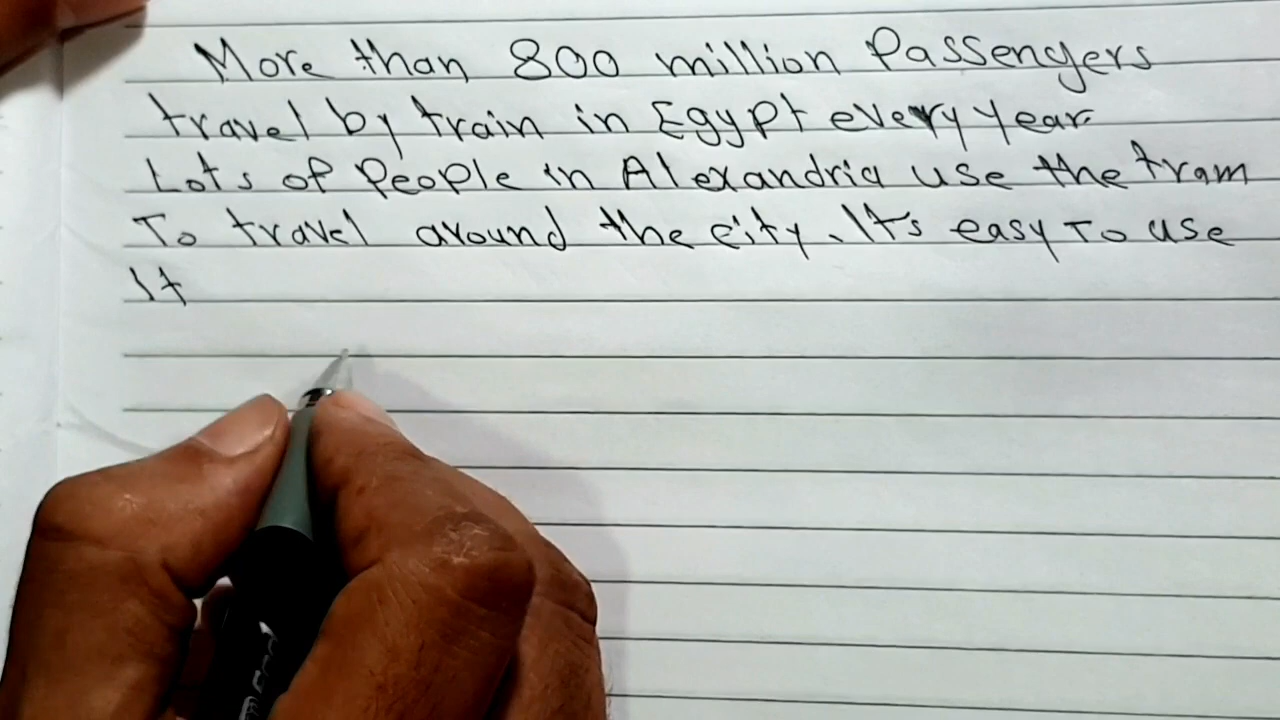 More than 800 million Passengers
travel by train in Egypt every year
Lots of People in Alexandria use the tram
To travel around the city. It's easy To use
It